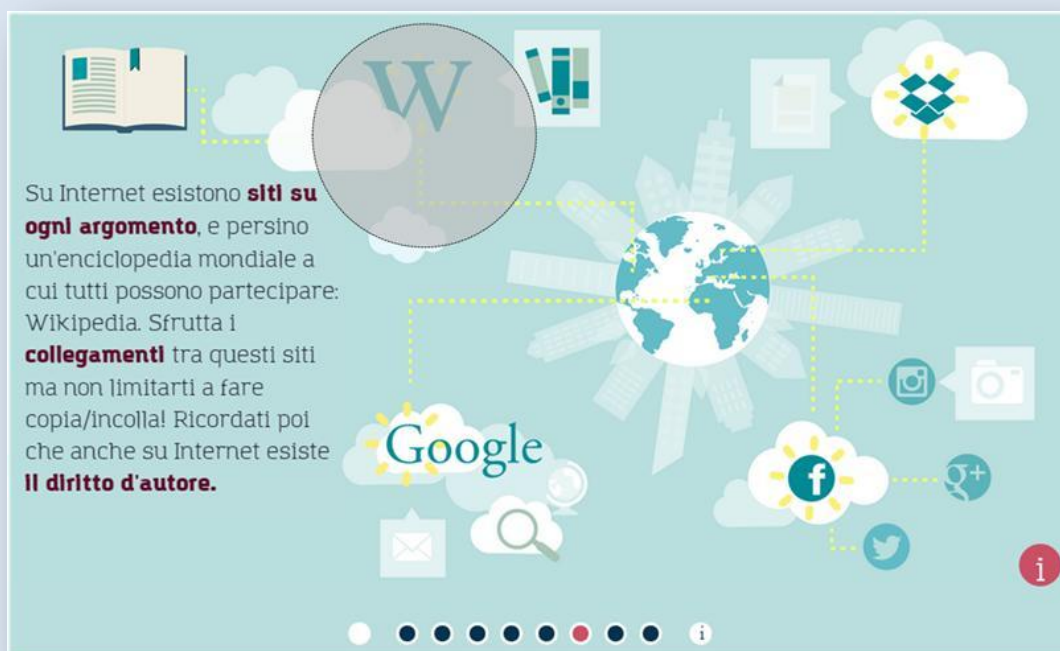 W
Su Internet esistono siti su
ogni argomento, e persino
un'enciclopedia mondiale a
cui tutti possono partecipare:
Wikipedia. Sfrutta i
collegamenti tra questi siti
ma non limitarti a fare
copia/incolla! Ricordati poi
che anche su Internet esiste
il diritto d'autore.
Google
f
g+
i
i